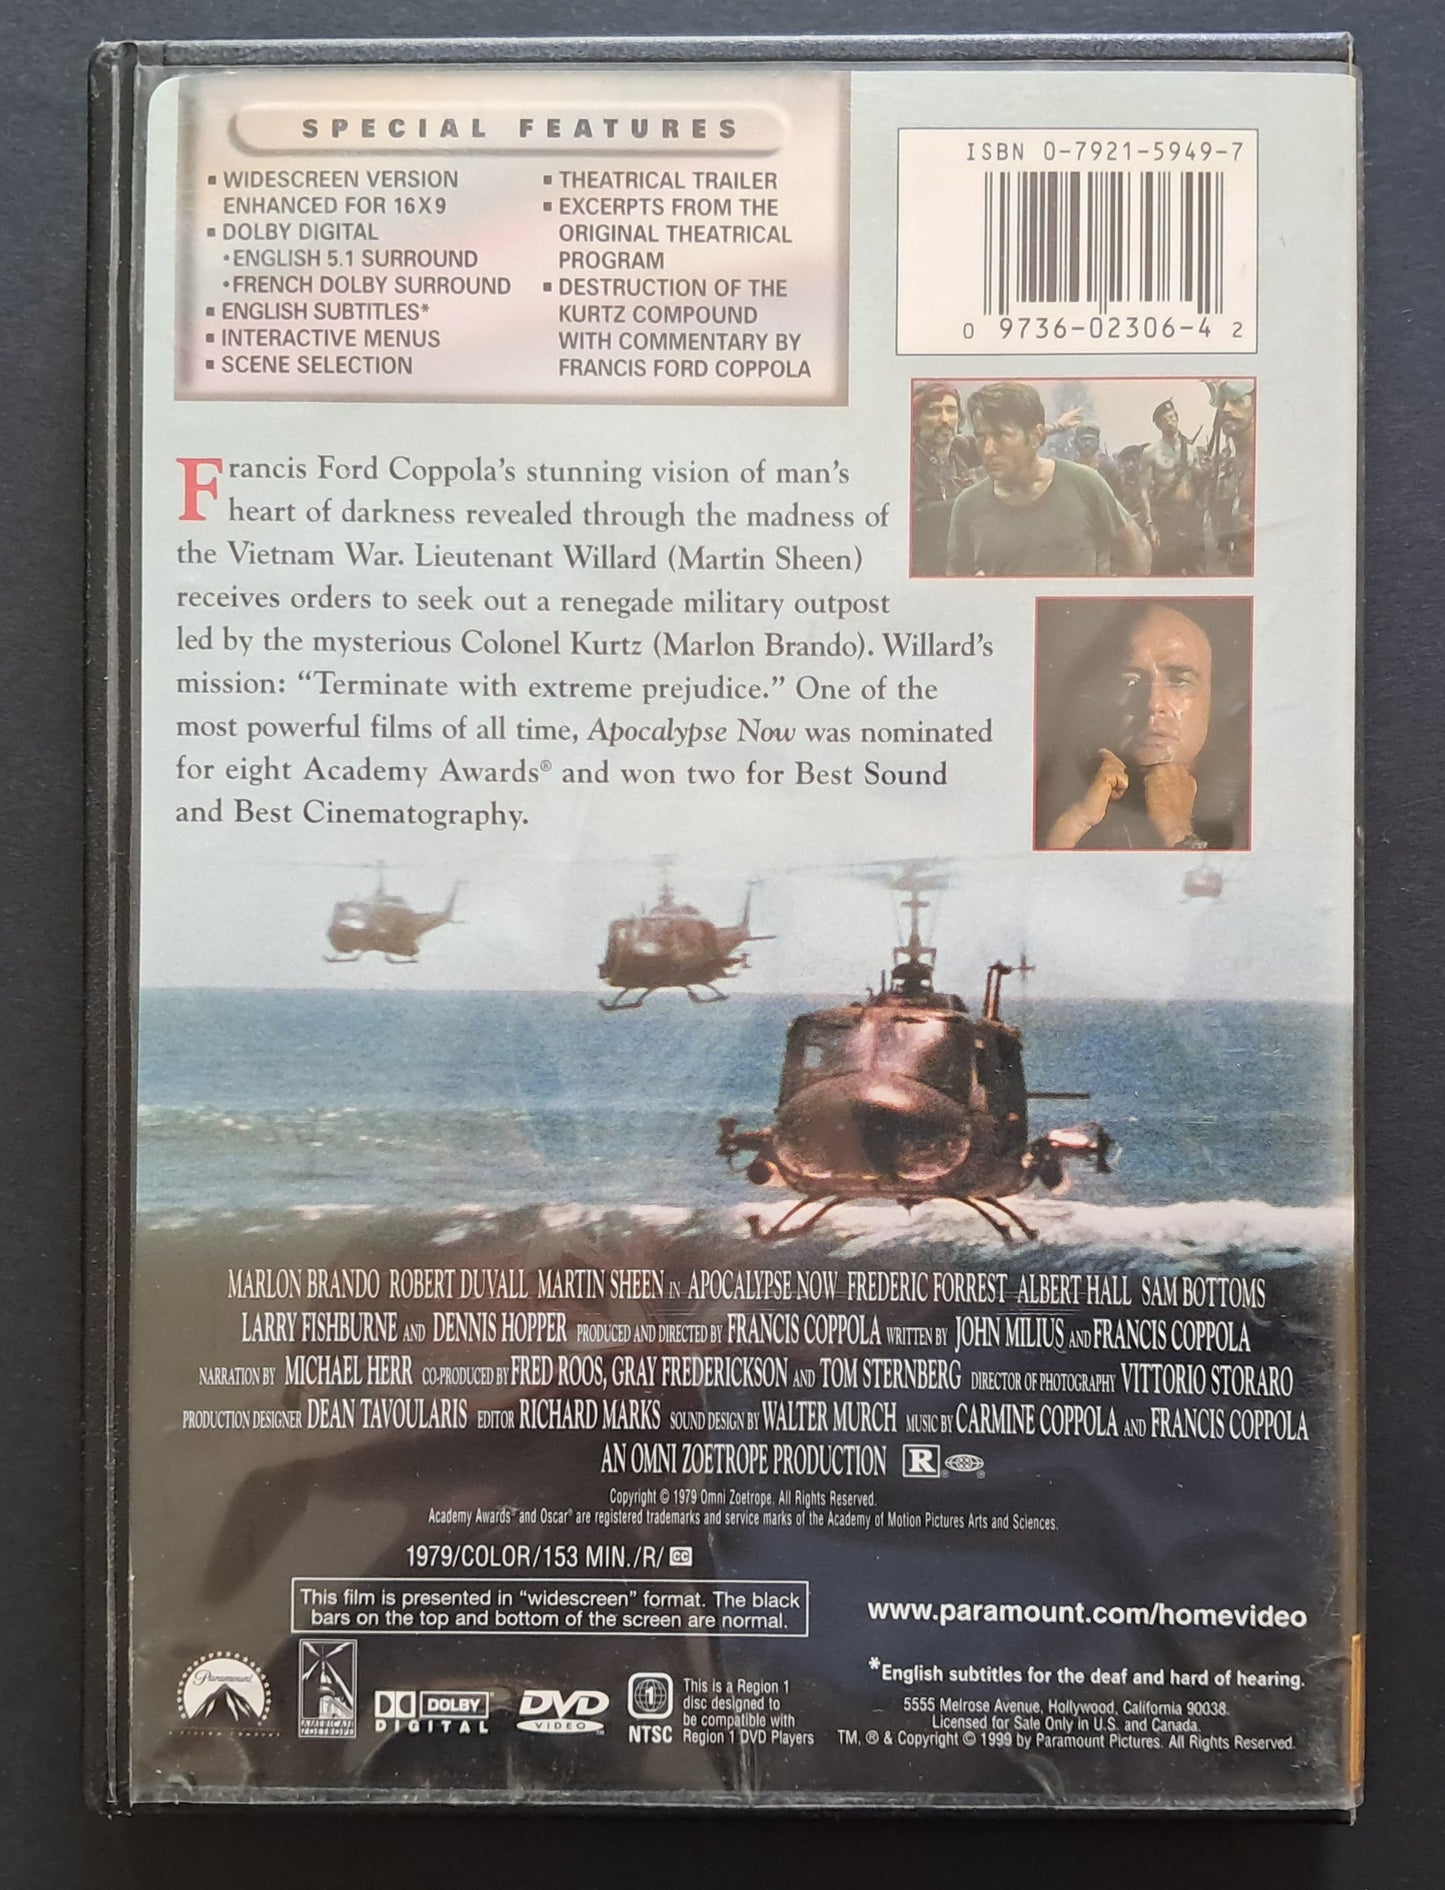 SPECIAL FEATURES
▪ WIDESCREEN VERSION
ENHANCED FOR 16X9
▪ DOLBY DIGITAL
•ENGLISH 5.1 SURROUND
•FRENCH DOLBY SURROUND
▪ ENGLISH SUBTITLES*
▪ INTERACTIVE MENUS
▪ SCENE SELECTION
▪ THEATRICAL TRAILER
▪ EXCERPTS FROM THE
ORIGINAL THEATRICAL
PROGRAM
▪ DESTRUCTION OF THE
KURTZ COMPOUND
WITH COMMENTARY BY
FRANCIS FORD COPPOLA
ISBN 0-7921-5949-7
0 9736-02306-4 2
Francis Ford Coppola's stunning vision of man's
heart of darkness revealed through the madness of
the Vietnam War. Lieutenant Willard (Martin Sheen)
receives orders to seek out a renegade military outpost
led by the mysterious Colonel Kurtz (Marlon Brando). Willard's
mission: "Terminate with extreme prejudice." One of the
most powerful films of all time, Apocalypse Now was nominated
for eight Academy Awards® and won two for Best Sound
and Best Cinematography.
MARLON BRANDO ROBERT DUVALL MARTIN SHEEN IN APOCALYPSE NOW FREDERIC FORREST ALBERT HALL SAM BOTTOMS
LARRY FISHBURNE AND DENNIS HOPPER PRODUCED AND DIRECTED BY FRANCIS COPPOLA WRITTEN BY JOHN MILIUS AND FRANCIS COPPOLA
NARRATION BY MICHAEL HERR CO-PRODUCED BY FRED ROOS, GRAY FREDERICKSON AND TOM STERNBERG DIRECTOR OF PHOTOGRAPHY VITTORIO STORARO
PRODUCTION DESIGNER DEAN TAVOULARIS EDITOR RICHARD MARKS SOUND DESIGN BY WALTER MURCH MUSIC BY CARMINE COPPOLA AND FRANCIS COPPOLA
AN OMNI ZOETROPE PRODUCTION R
Copyright © 1979 Omni Zoetrope. All Rights Reserved.
Academy Awards® and Oscar® are registered trademarks and service marks of the Academy of Motion Pictures Arts and Sciences.
1979/COLOR/153 MIN./R/ CC
This film is presented in "widescreen" format. The black
bars on the top and bottom of the screen are normal.
www.paramount.com/homevideo
*English subtitles for the deaf and hard of hearing.
Paramount
AMERICAN
ZOETROPE
DOLBY
DIGITAL
DVD
VIDEO
1
NTSC
This is a Region 1
disc designed to
be compatible with
Region 1 DVD Players
5555 Melrose Avenue, Hollywood, California 90038.
Licensed for Sale Only in U.S. and Canada.
TM, ® & Copyright © 1999 by Paramount Pictures. All Rights Reserved.